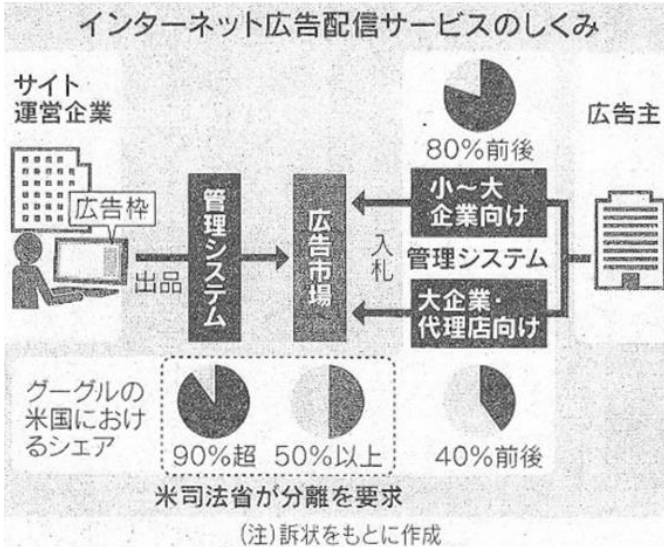 インターネット広告配信サービスのしくみ
サイト
運営企業
広告枠
出品
管理システム
広告市場
入札
80%前後
小〜大
企業向け
管理システム
大企業・
代理店向け
広告主
グーグルの
米国におけ
るシェア
90%超
50%以上
40%前後
米司法省が分離を要求
(注)訴状をもとに作成